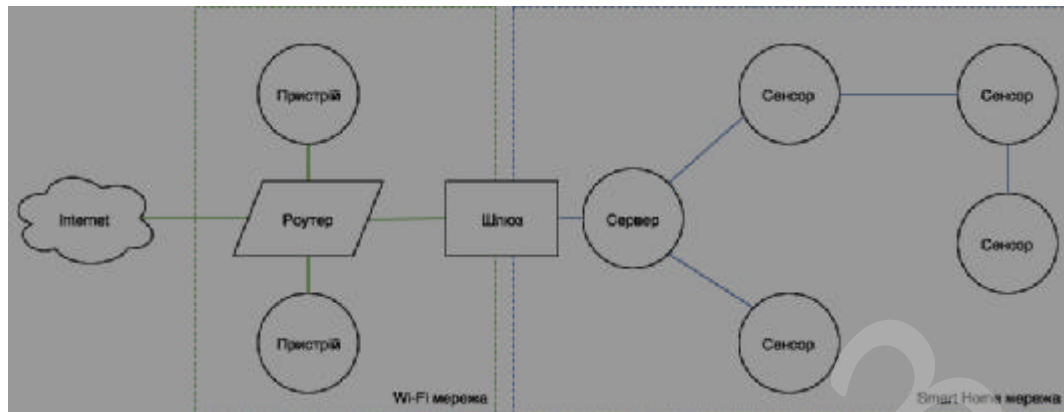 Пристрій
Сенсор
Сенсор
Internet
Роутер
Шлюз
Сервер
Сенсор
Пристрій
Сенсор
Wi-Fi мережа
Smart Home мережа